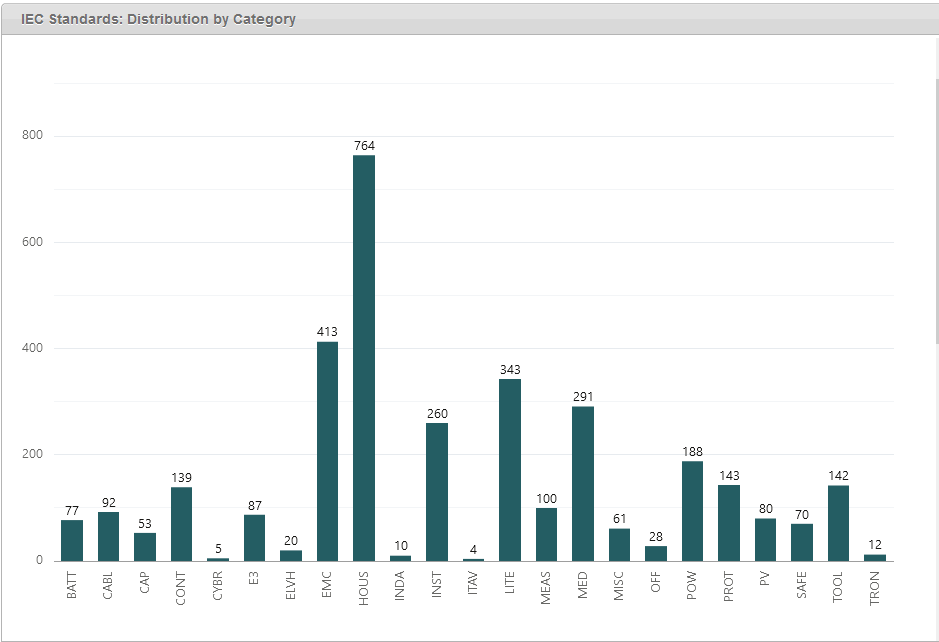 IEC Standards: Distribution by Category
800
600
400
200
0
77
92
53
139
5
87
20
413
764
10
260
4
343
100
291
61
28
188
143
80
70
142
12
BATT
CABL
CAP
CONT
CYBR
E3
ELVH
EMC
HOUS
INDA
INST
ITAV
LITE
MEAS
MED
MISC
OFF
POW
PROT
PV
SAFE
TOOL
TRON